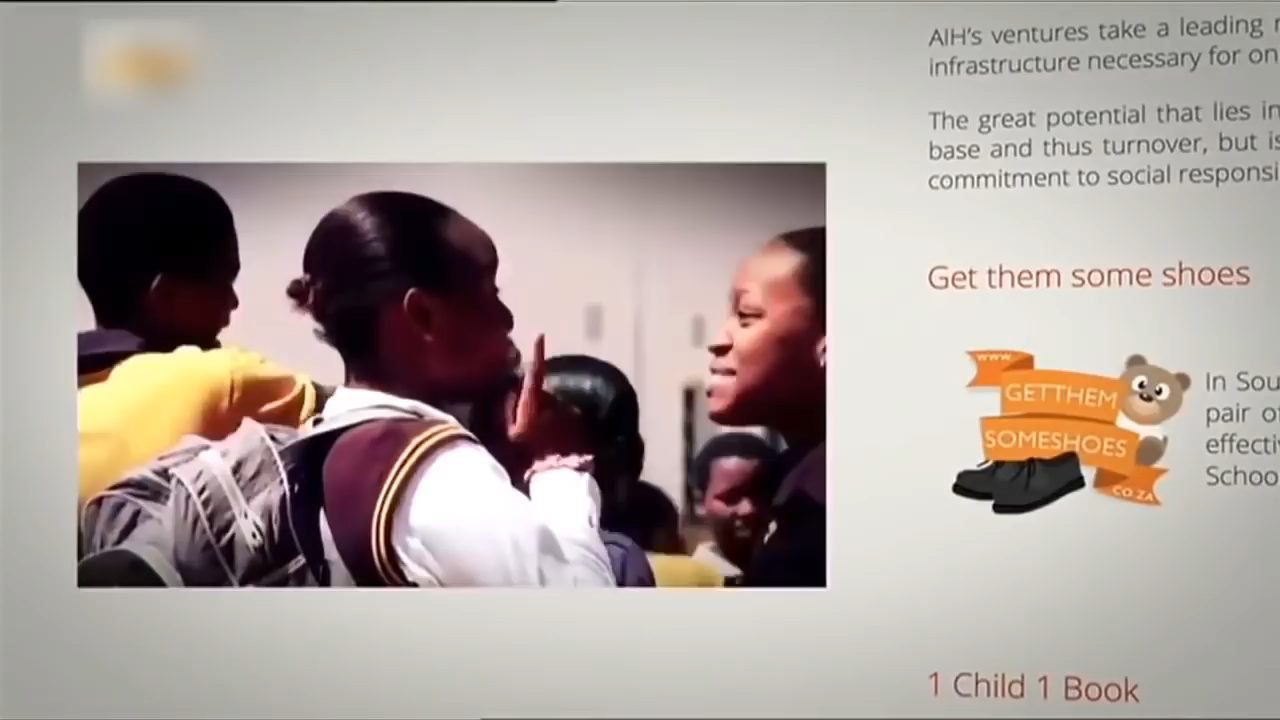 AIH's ventures take a leading
infrastructure necessary for on
The great potential that lies in
base and thus turnover, but is
commitment to social responsi
Get them some shoes
WWW.
GETTHEM
SOMESHOES
CO.ZA
In Sou
pair o
effecti
Schoo
1 Child 1 Book